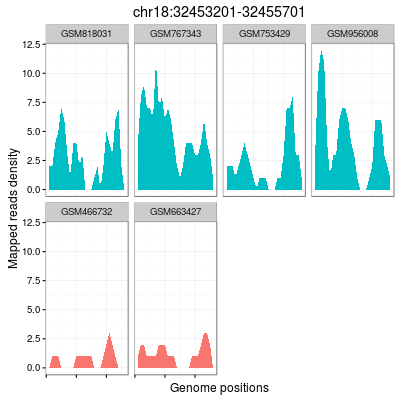 chr18:32453201-32455701
GSM818031 GSM767343 GSM753429 GSM956008
12.5
10.0
7.5
5.0
2.5
0.0
GSM466732 GSM663427
12.5
10.0
7.5
5.0
2.5
0.0
Mapped reads density
Genome positions